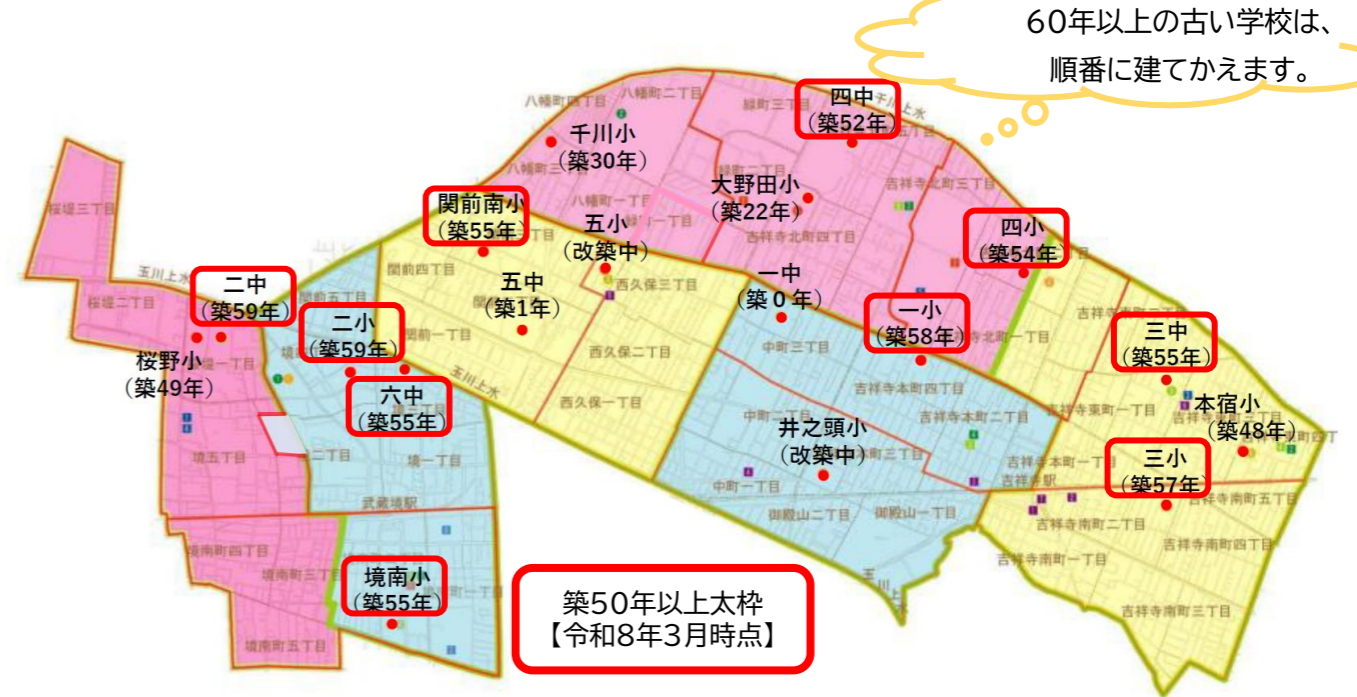 60年以上の古い学校は、
順番に建てかえます。
四中
(築52年)
千川小
(築30年)
大野田小
(築22年)
関前南小
(築55年)
五小
(改築中)
四小
(築54年)
一中
(築０年)
五中
(築1年)
二中
(築59年)
二小
(築59年)
一小
(築58年)
三中
(築55年)
桜野小
(築49年)
六中
(築55年)
本宿小
(築48年)
井之頭小
(改築中)
三小
(築57年)
境南小
(築55年)
築50年以上太枠
【令和8年3月時点】
八幡町四丁目
八幡町二丁目
緑町三丁目
千川上水
八幡町一丁目
吉祥寺北町三丁目
吉祥寺北町四丁目
桜堤三丁目
玉川上水
桜堤二丁目
関前五丁目
関前四丁目
関前一丁目
西久保三丁目
西久保二丁目
西久保一丁目
玉川上水
中町三丁目
中町一丁目
吉祥寺本町四丁目
吉祥寺本町二丁目
吉祥寺本町一丁目
吉祥寺駅
御殿山二丁目
御殿山一丁目
玉川上水
境五丁目
境一丁目
武蔵境駅
境南町四丁目
境南町三丁目
境南町五丁目
吉祥寺南町五丁目
吉祥寺南町二丁目
吉祥寺南町一丁目
吉祥寺南町四丁目
吉祥寺南町三丁目